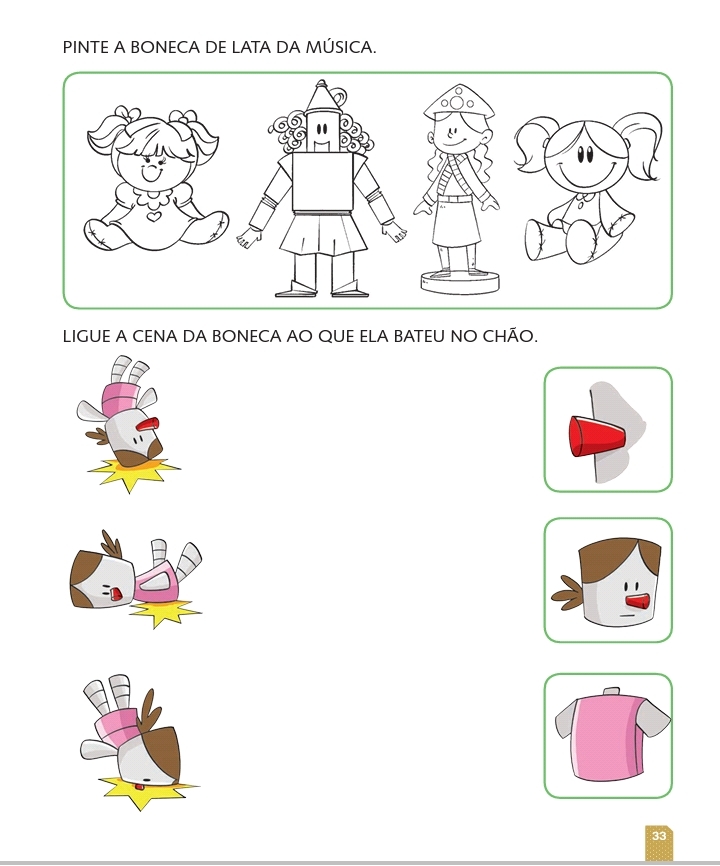 PINTE A BONECA DE LATA DA MÚSICA.
LIGUE A CENA DA BONECA AO QUE ELA BATEU NO CHÃO.
33